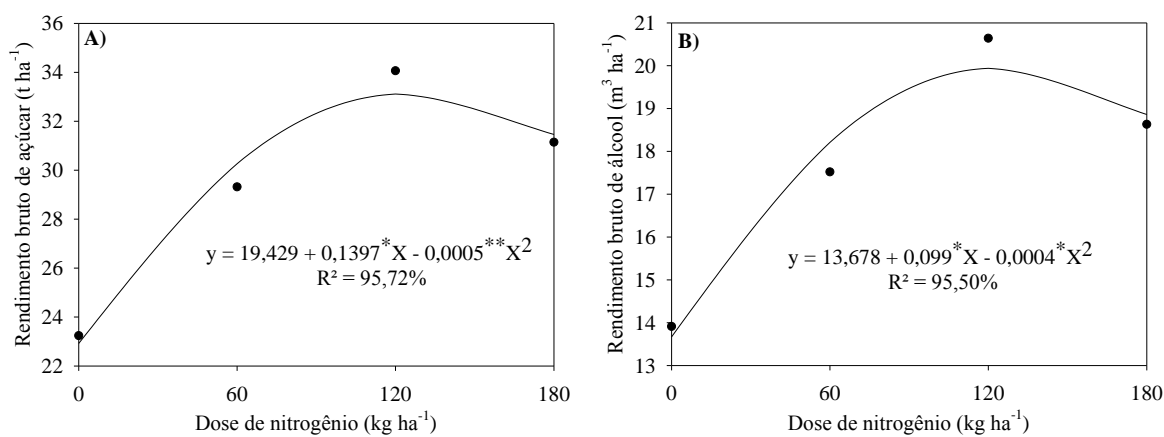 A)
Rendimento bruto de açúcar (t ha⁻¹)
36
34
32
30
28
26
24
22
y = 19,429 + 0,1397*X - 0,0005**X²
R² = 95,72%
0 60 120 180
Dose de nitrogênio (kg ha⁻¹)
B)
Rendimento bruto de álcool (m³ ha⁻¹)
21
20
19
18
17
16
15
14
13
y = 13,678 + 0,099*X - 0,0004*X²
R² = 95,50%
0 60 120 180
Dose de nitrogênio (kg ha⁻¹)